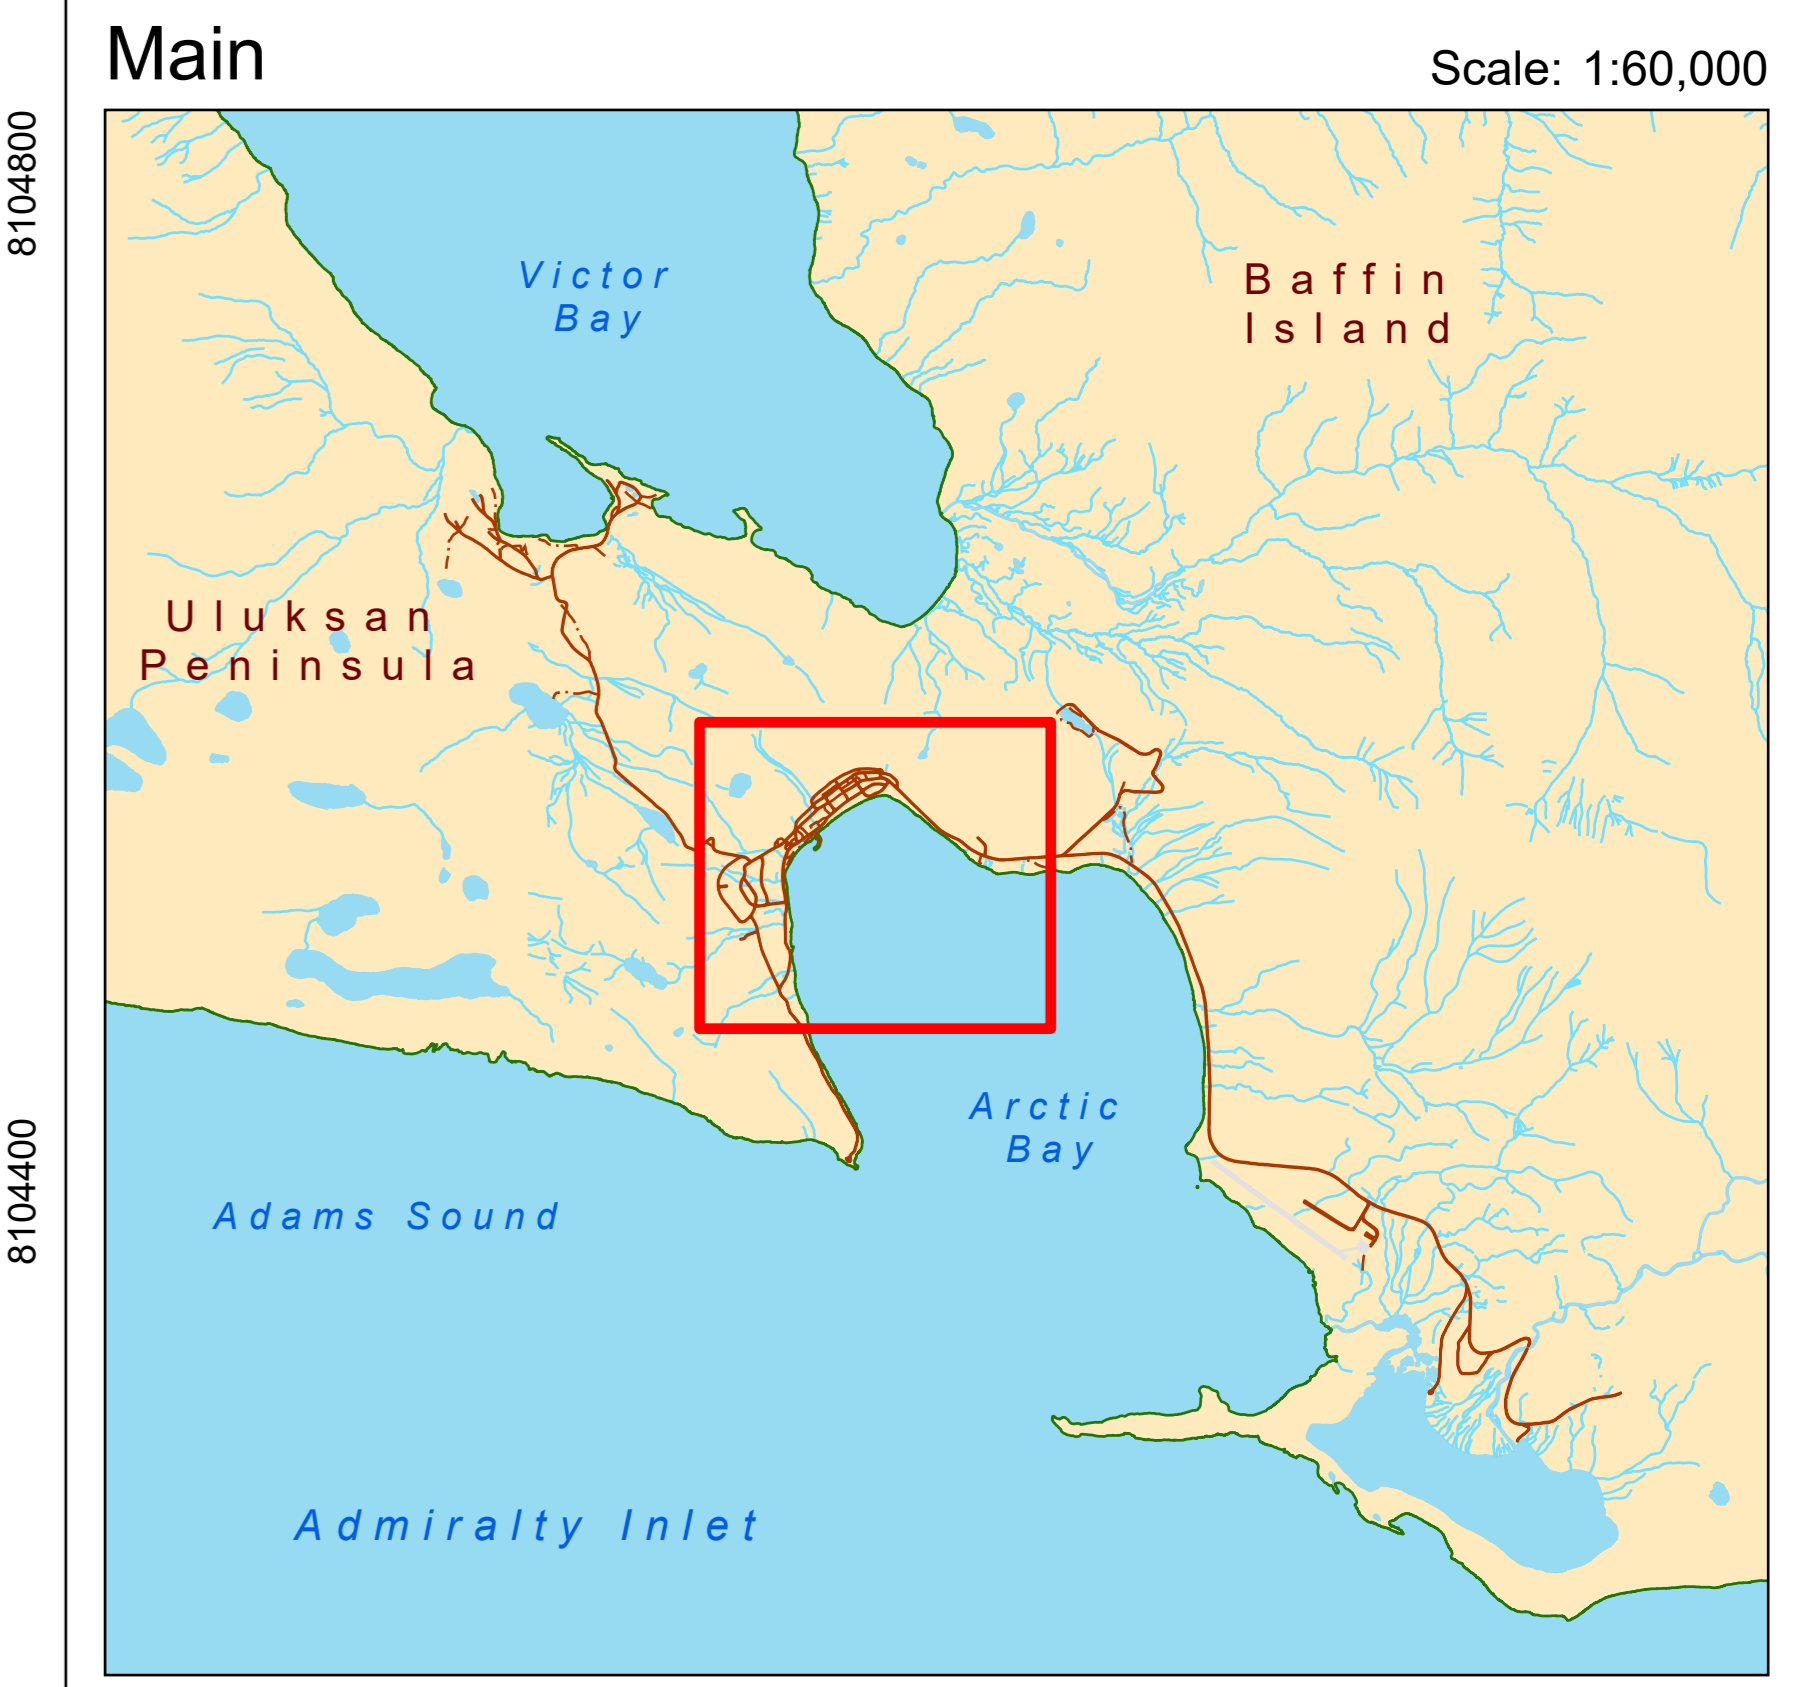 Main
Scale: 1:60,000
8104800
Victor
Bay
Baffin
Island
Uluksan
Peninsula
Arctic
Bay
8104400
Adams Sound
Admiralty Inlet